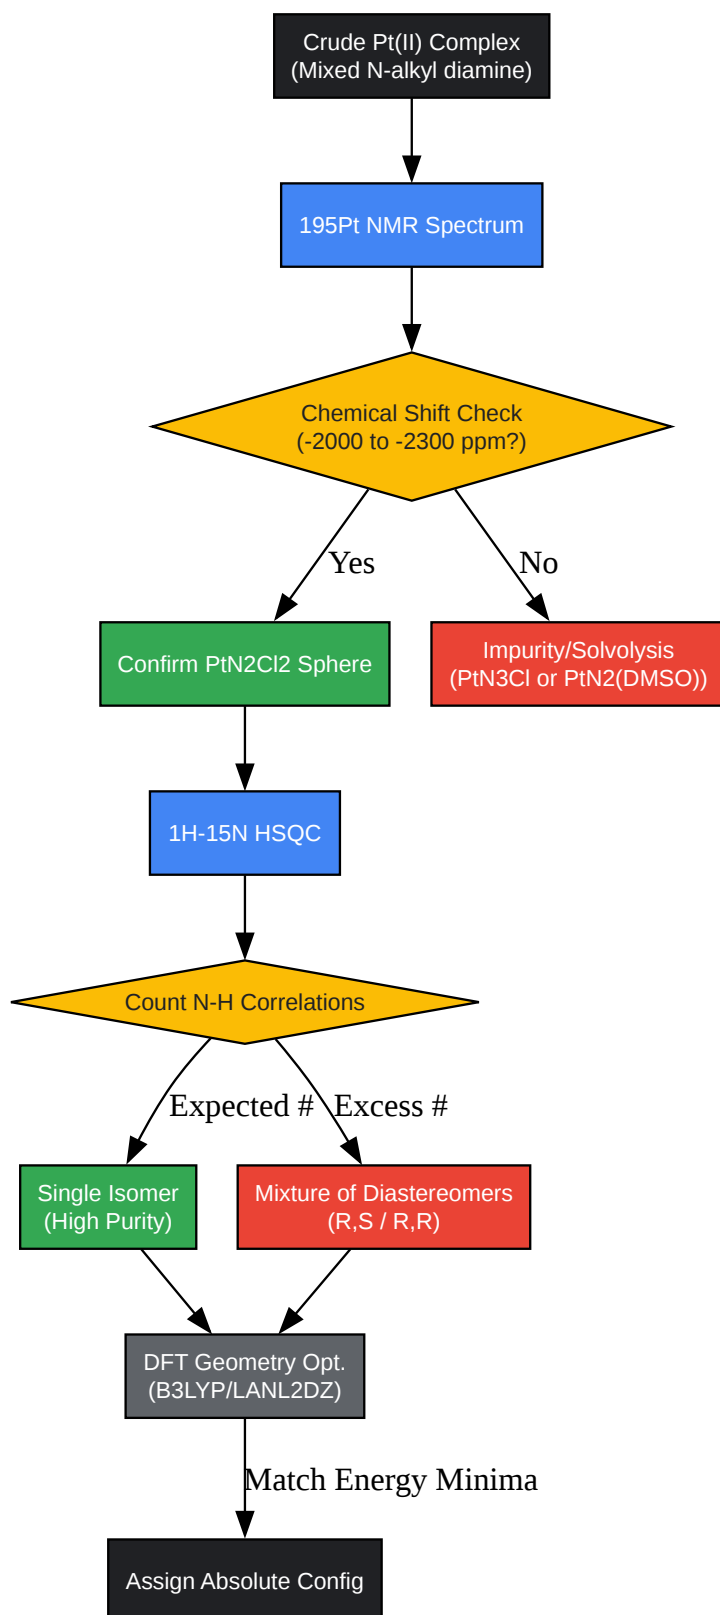 Crude Pt(II) Complex
(Mixed N-alkyl diamine)
195Pt NMR Spectrum
Chemical Shift Check
(-2000 to -2300 ppm?)
Yes
No
Confirm PtN2Cl2 Sphere
Impurity/Solvolysis
(PtN3Cl or PtN2(DMSO))
1H-15N HSQC
Count N-H Correlations
Expected #
Excess #
Single Isomer
(High Purity)
Mixture of Diastereomers
(R,S / R,R)
DFT Geometry Opt.
(B3LYP/LANL2DZ)
Match Energy Minima
Assign Absolute Config